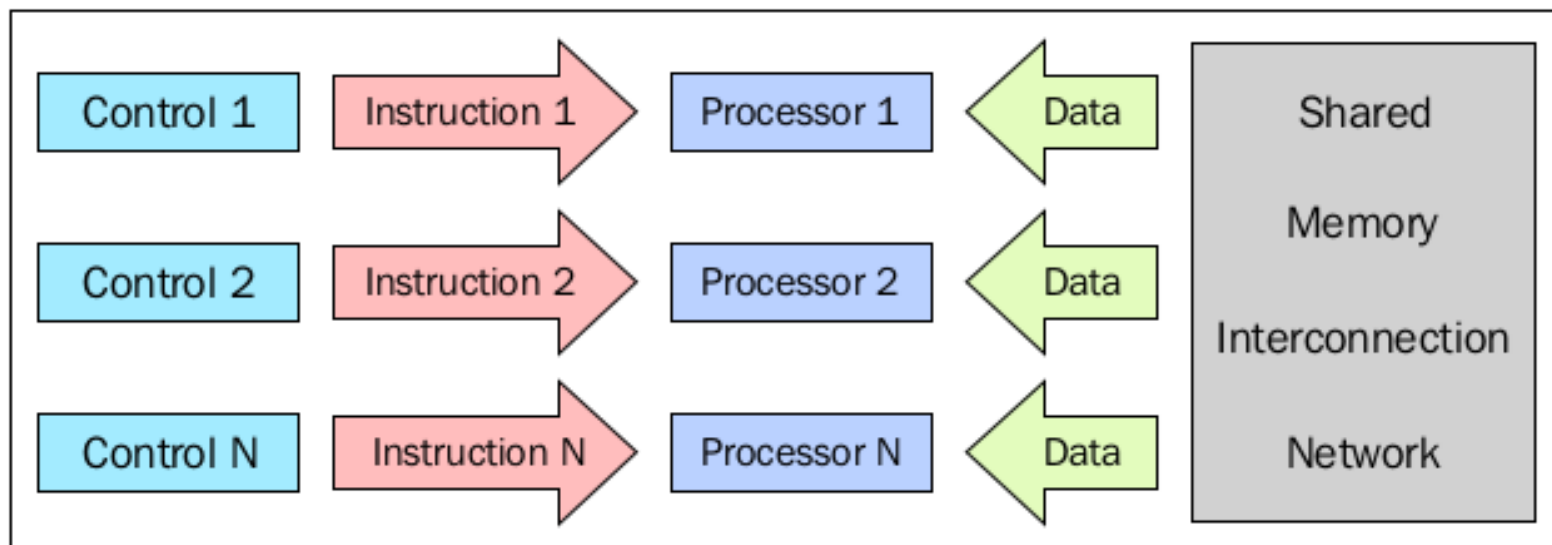 Control 1
Instruction 1
Processor 1
Data
Shared
Memory
Control 2
Instruction 2
Processor 2
Data
Interconnection
Control N
Instruction N
Processor N
Data
Network